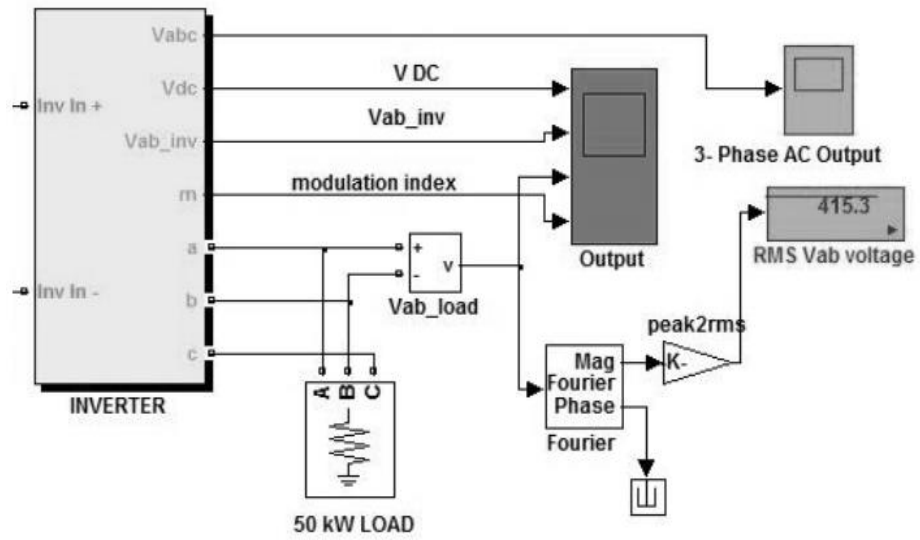 Vabc
Vdc
V DC
Inv In +
Vab_inv
Vab_inv
3- Phase AC Output
m
modulation index
415.3
a
+
-
v
Output
RMS Vab voltage
Inv In -
b
Vab_load
peak2rms
c
Mag
K-
Fourier
Phase
A B C
INVERTER
Fourier
50 kW LOAD